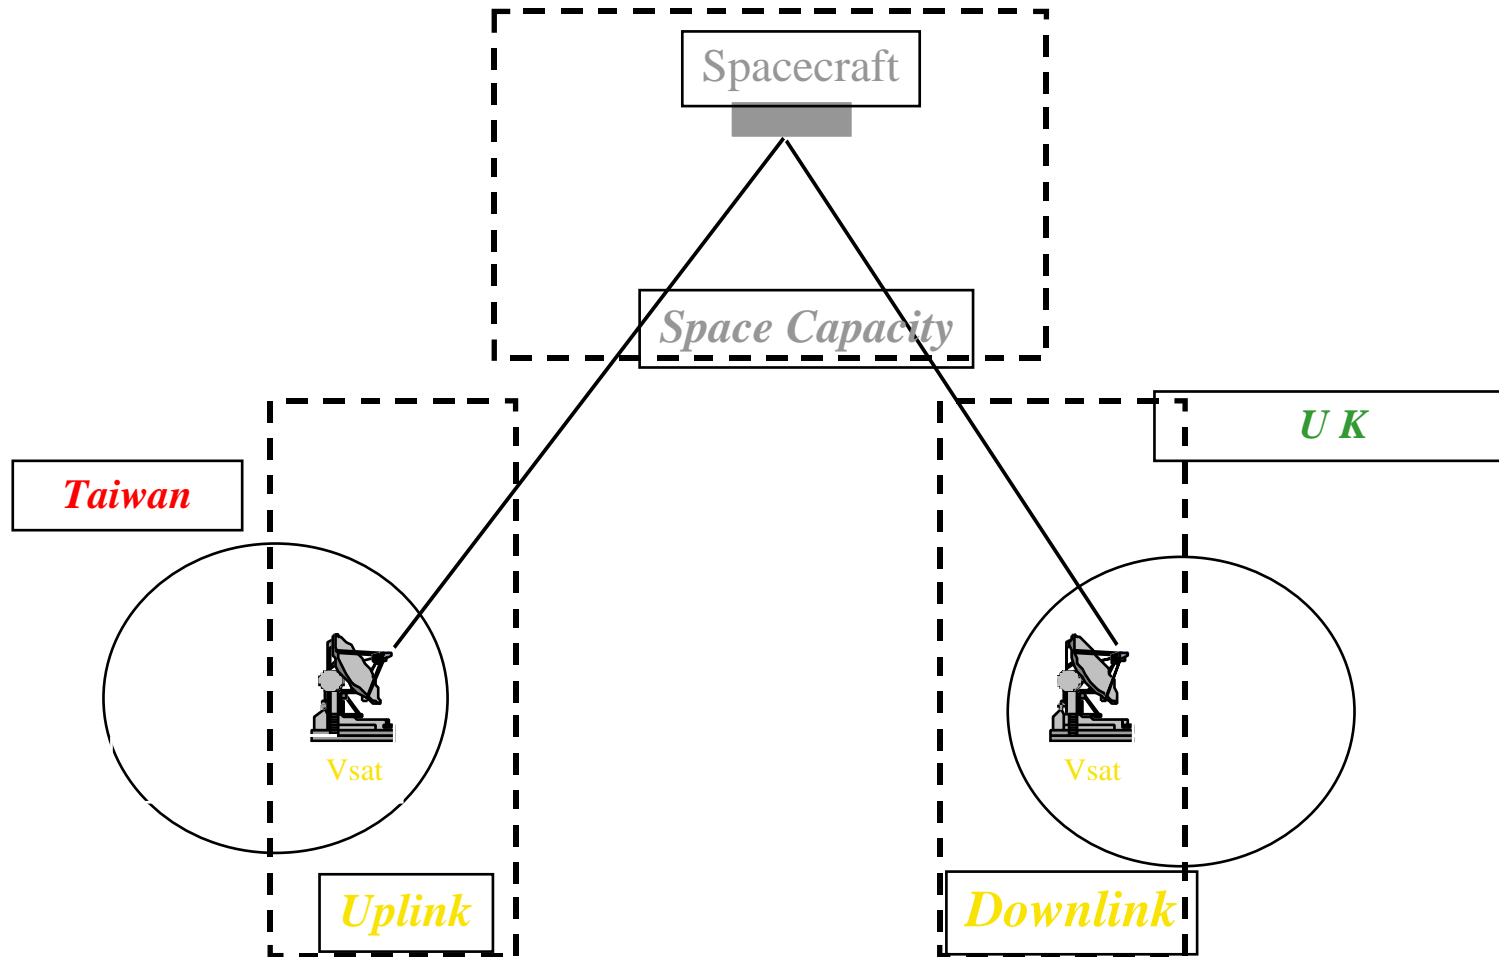 Spacecraft
Space Capacity
U K
Taiwan
Vsat
Vsat
Uplink
Downlink